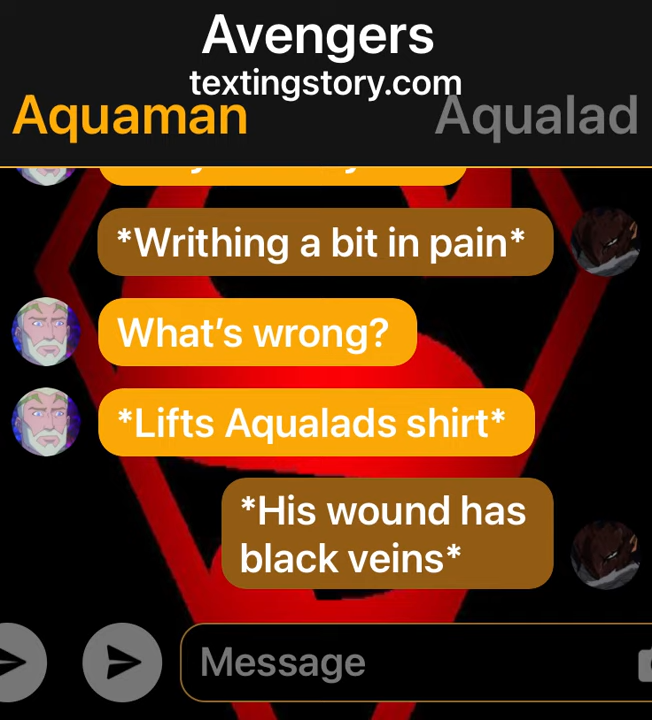 Avengers
textingstory.com
Aquaman
Aqualad
*Writhing a bit in pain*
What’s wrong?
*Lifts Aqualads shirt*
*His wound has
black veins*
Message